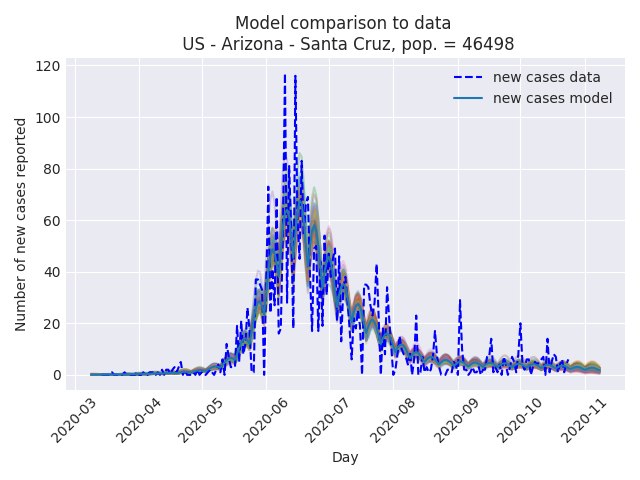 Model comparison to data
US - Arizona - Santa Cruz, pop. = 46498
new cases data
new cases model
Number of new cases reported
120
100
80
60
40
20
0
2020-03
2020-04
2020-05
2020-06
2020-07
2020-08
2020-09
2020-10
2020-11
Day